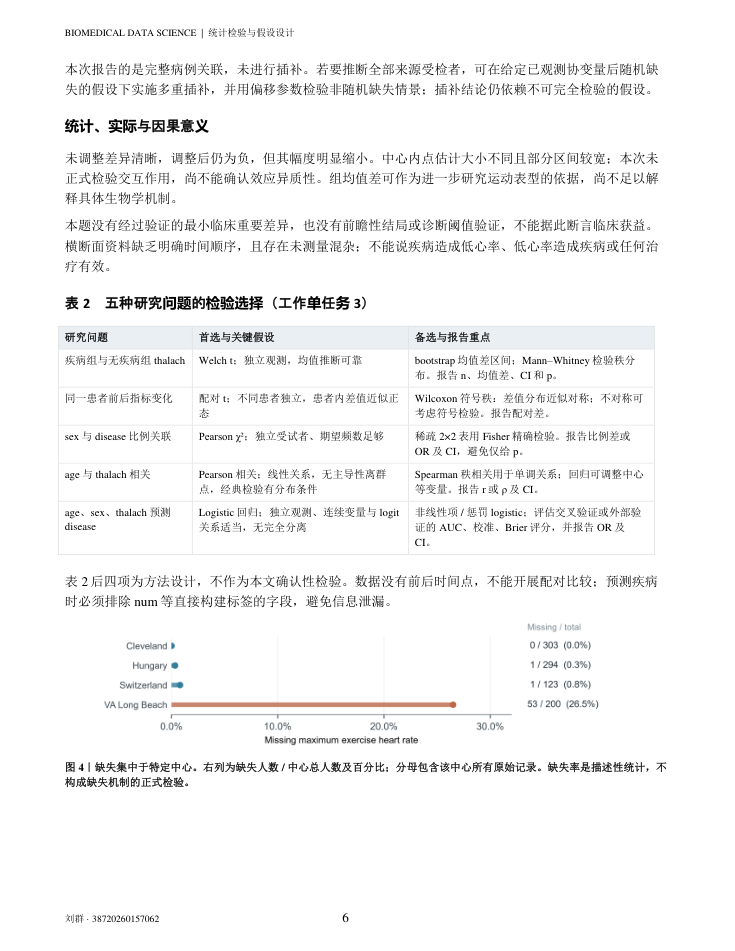 BIOMEDICAL DATA SCIENCE | 统计检验与假设设计
本次报告的是完整病例关联，未进行插补。若要推断全部来源受检者，可在给定已观测协变量后随机缺
失的假设下实施多重插补，并用偏移参数检验非随机缺失情景；插补结论仍依赖不可完全检验的假设。
统计、实际与因果意义
未调整差异清晰，调整后仍为负，但其幅度明显缩小。中心内点估计大小不同且部分区间较宽；本次未
正式检验交互作用，尚不能确认效应异质性。组均值差可作为进一步研究运动表型的依据，尚不足以解
释具体生物学机制。
本题没有经过验证的最小临床重要差异，也没有前瞻性结局或诊断阈值验证，不能据此断言临床获益。
横断面资料缺乏明确时间顺序，且存在未测量混杂；不能说疾病造成低心率、低心率造成疾病或任何治
疗有效。
表 2 五种研究问题的检验选择（工作单任务 3）
研究问题 首选与关键假设 备选与报告重点
疾病组与无疾病组 thalach Welch t；独立观测，均值推断可靠 bootstrap 均值差区间；Mann–Whitney 检验秩分
布。报告 n、均值差、CI 和 p。
同一患者前后指标变化 配对 t；不同患者独立，患者内差值近似正 Wilcoxon 符号秩：差值分布近似对称；不对称可
态 考虑符号检验。报告配对差。
sex 与 disease 比例关联 Pearson χ²；独立受试者、期望频数足够 稀疏 2×2 表用 Fisher 精确检验。报告比例差或
OR 及 CI，避免仅给 p。
age 与 thalach 相关 Pearson 相关；线性关系，无主导性离群 Spearman 秩相关用于单调关系；回归可调整中心
点，经典检验有分布条件 等变量。报告 r 或 ρ 及 CI。
age、sex、thalach 预测 Logistic 回归；独立观测、连续变量与 logit 非线性项 / 惩罚 logistic；评估交叉验证或外部验
disease 关系适当，无完全分离 证的 AUC、校准、Brier 评分，并报告 OR 及
CI。
表 2 后四项为方法设计，不作为本文确认性检验。数据没有前后时间点，不能开展配对比较；预测疾病
时必须排除 num 等直接构建标签的字段，避免信息泄漏。
Missing / total
Cleveland 0 / 303 (0.0%)
Hungary 1 / 294 (0.3%)
Switzerland 1 / 123 (0.8%)
VA Long Beach 53 / 200 (26.5%)
0.0% 10.0% 20.0% 30.0%
Missing maximum exercise heart rate
图 4｜缺失集中于特定中心。右列为缺失人数 / 中心总人数及百分比；分母包含该中心所有原始记录。缺失率是描述性统计，不
构成缺失机制的正式检验。
刘群 · 38720260157062 6